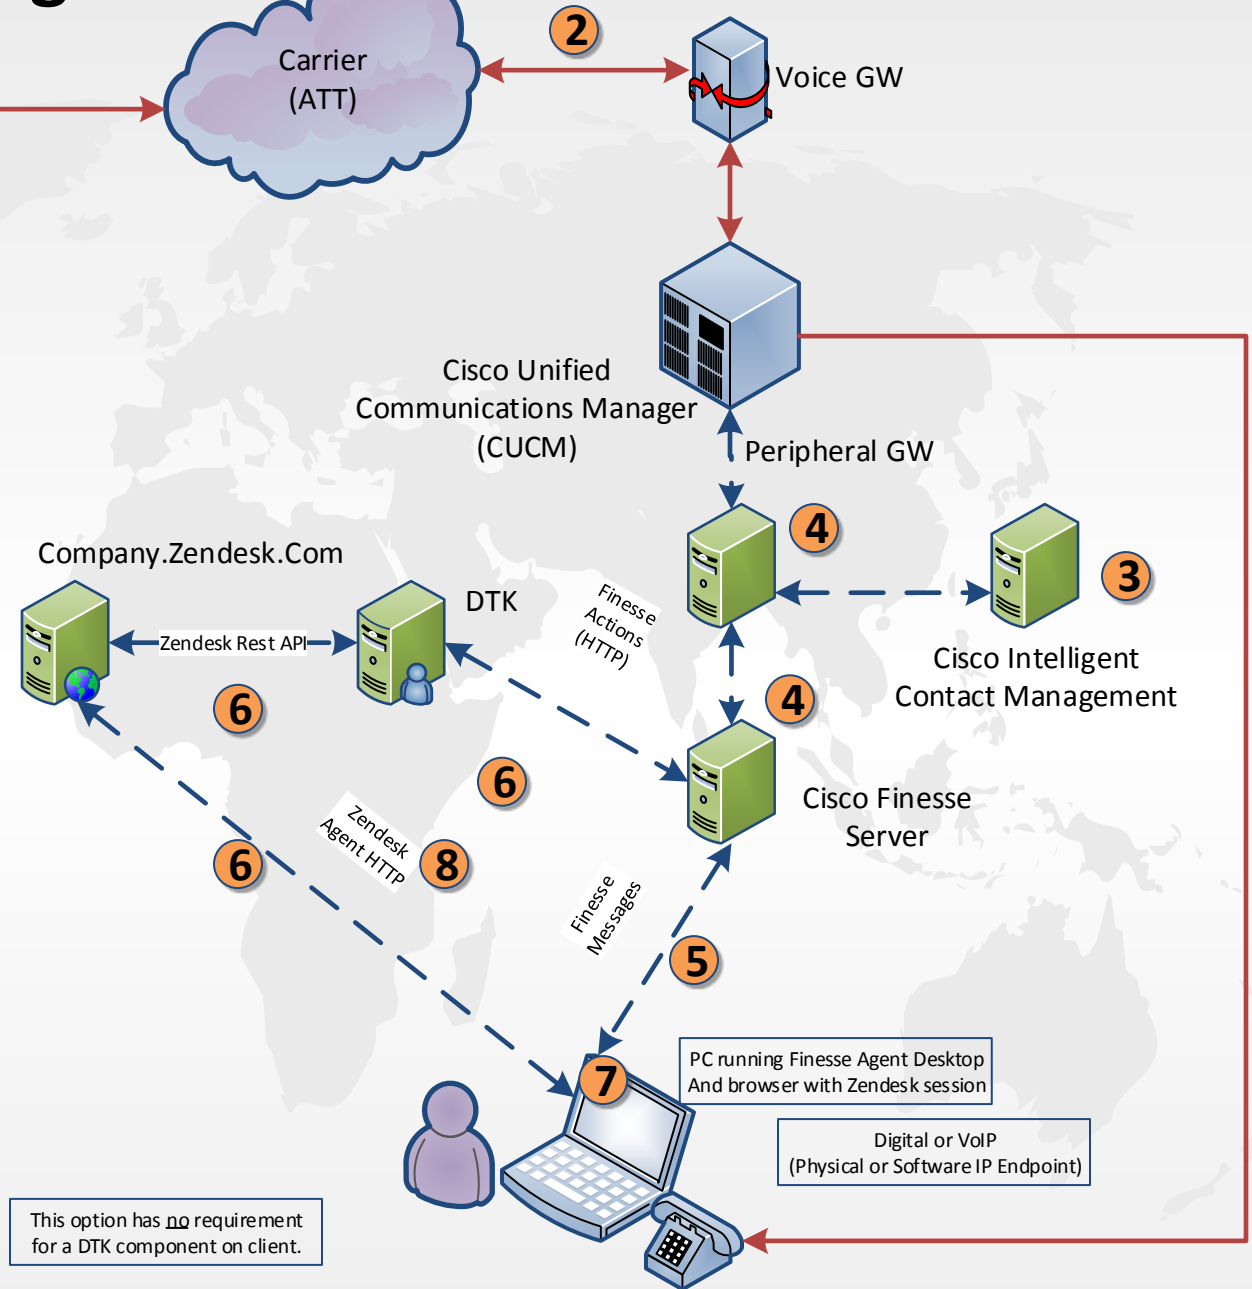 g
2
Carrier
(ATT)
Voice GW
Cisco Unified
Communications Manager
(CUCM)
Peripheral GW
4
3
Company.Zendesk.Com
DTK
Finesse
Actions
(HTTP)
Zendesk Rest API
Cisco Intelligent
Contact Management
6
4
6
Cisco Finesse
Server
Zendesk
Agent HTTP
6
8
Finesse
Messages
5
7
PC running Finesse Agent Desktop
And browser with Zendesk session
Digital or VoIP
(Physical or Software IP Endpoint)
This option has no requirement
for a DTK component on client.